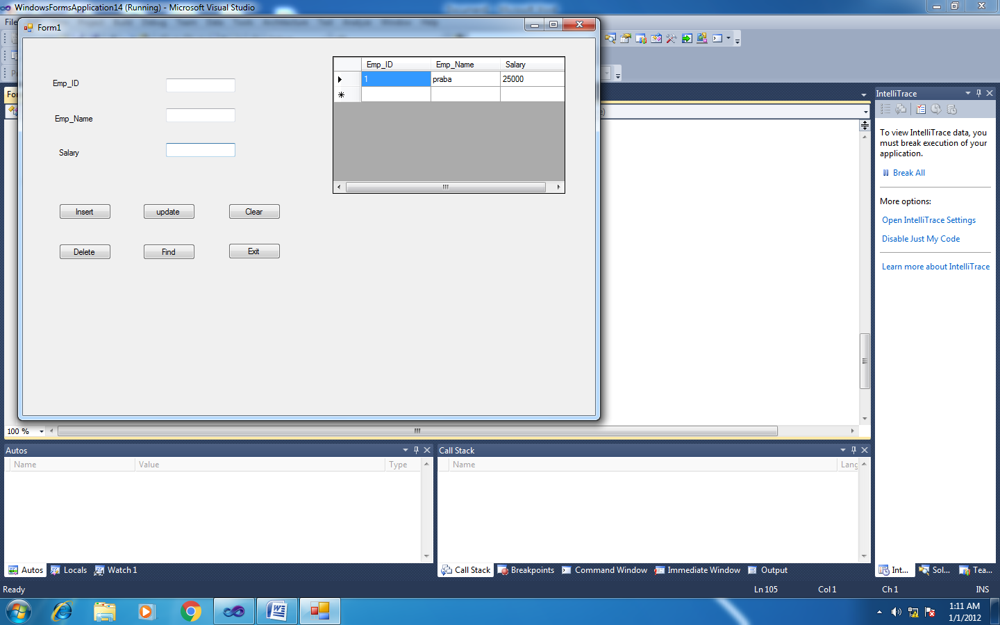 WindowsFormsApplication14 (Running) - Microsoft Visual Studio
File
Form1
Emp_ID
Emp_Name
Salary
Insert
update
Clear
Delete
Find
Exit
Emp_ID Emp_Name Salary
1 praba 25000
IntelliTrace
To view IntelliTrace data, you
must break execution of your
application.
Break All
More options:
Open IntelliTrace Settings
Disable Just My Code
Learn more about IntelliTrace
100 %
Autos
Name Value Type
Call Stack
Name Lang
Autos Locals Watch 1
Call Stack Breakpoints Command Window Immediate Window Output
Int... Sol... Tea...
Ready
Ln 105 Col 1 Ch 1 INS
1:11 AM
1/1/2012